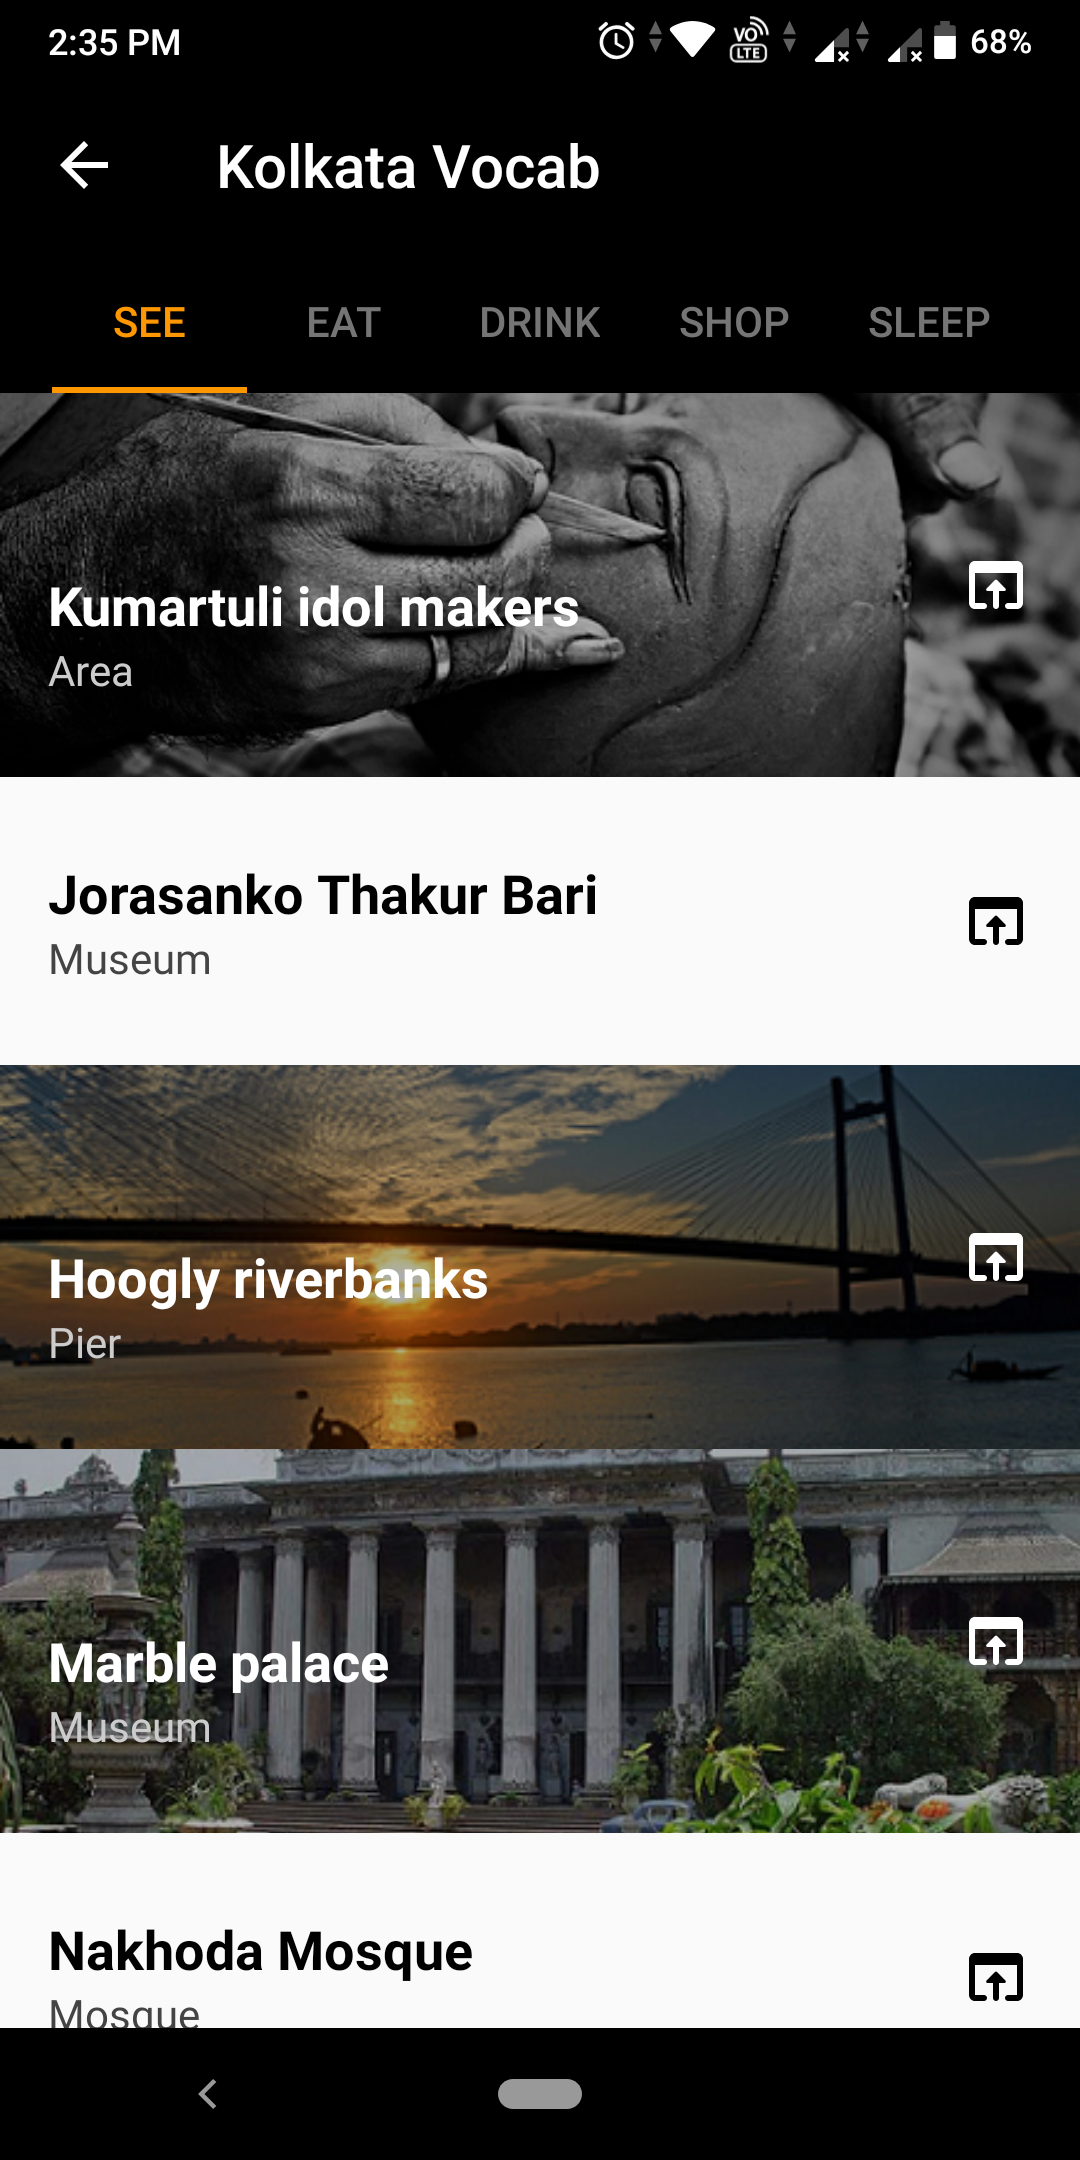 2:35 PM
VO LTE
68%
Kolkata Vocab
SEE EAT DRINK SHOP SLEEP
Kumartuli idol makers
Area
Jorasanko Thakur Bari
Museum
Hoogly riverbanks
Pier
Marble palace
Museum
Nakhoda Mosque
Mosque